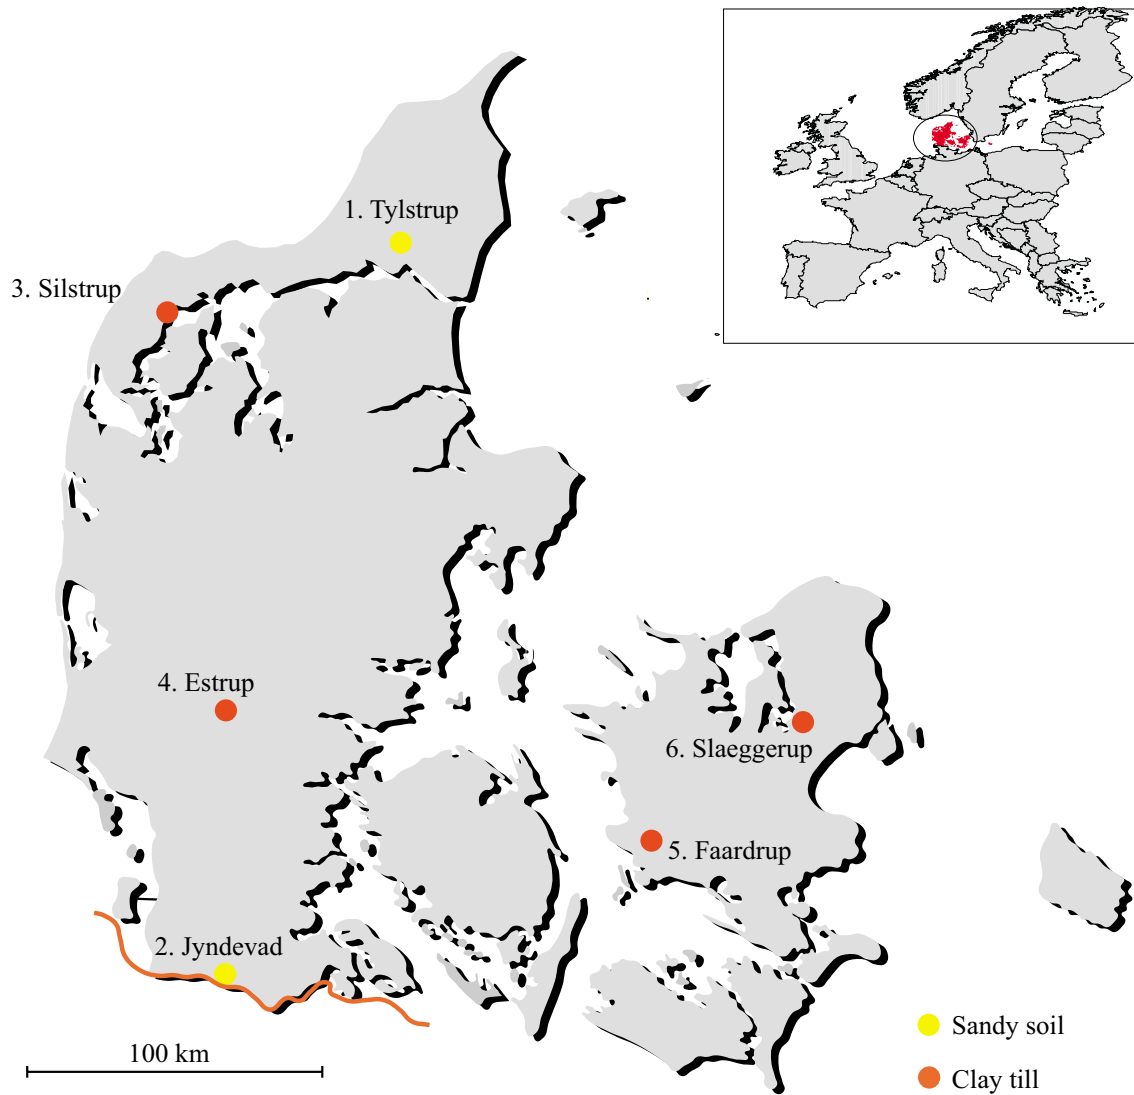 1. Tylstrup
3. Silstrup
4. Estrup
6. Slaeggerup
5. Faardrup
2. Jyndevad
Sandy soil
100 km
Clay till